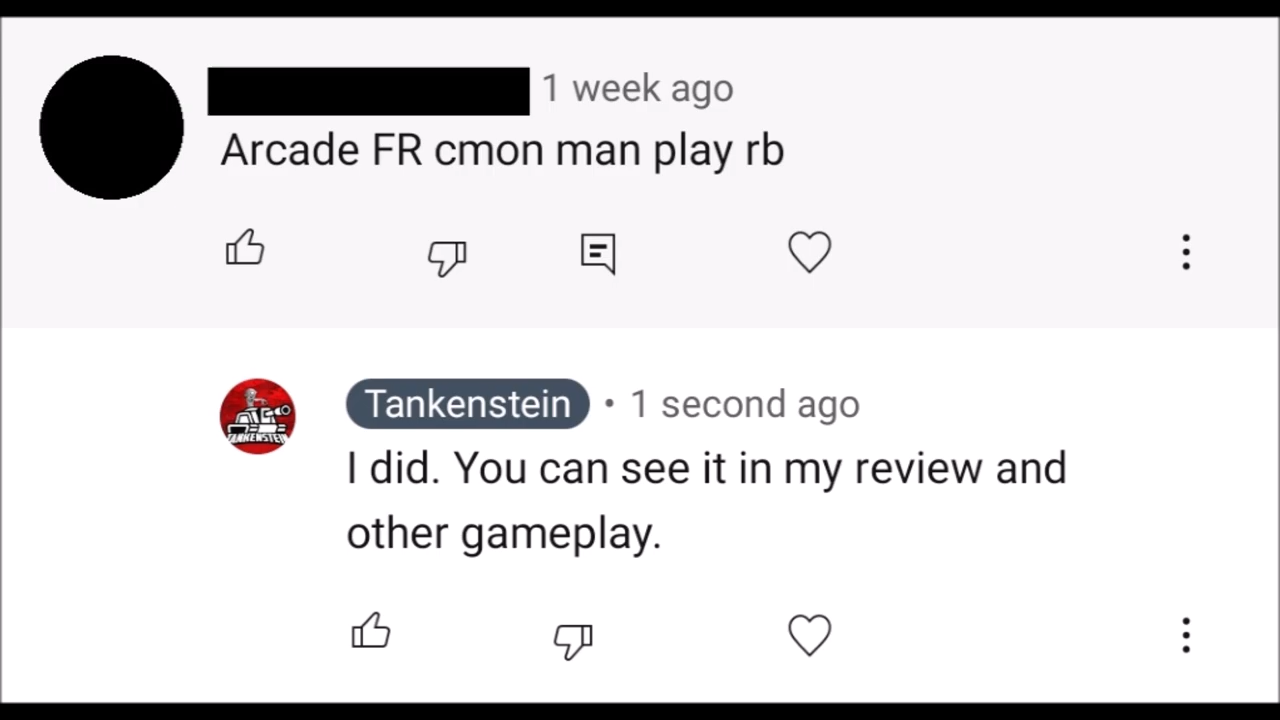 1 week ago
Arcade FR cmon man play rb
TANKENSTEIN
Tankenstein • 1 second ago
I did. You can see it in my review and
other gameplay.